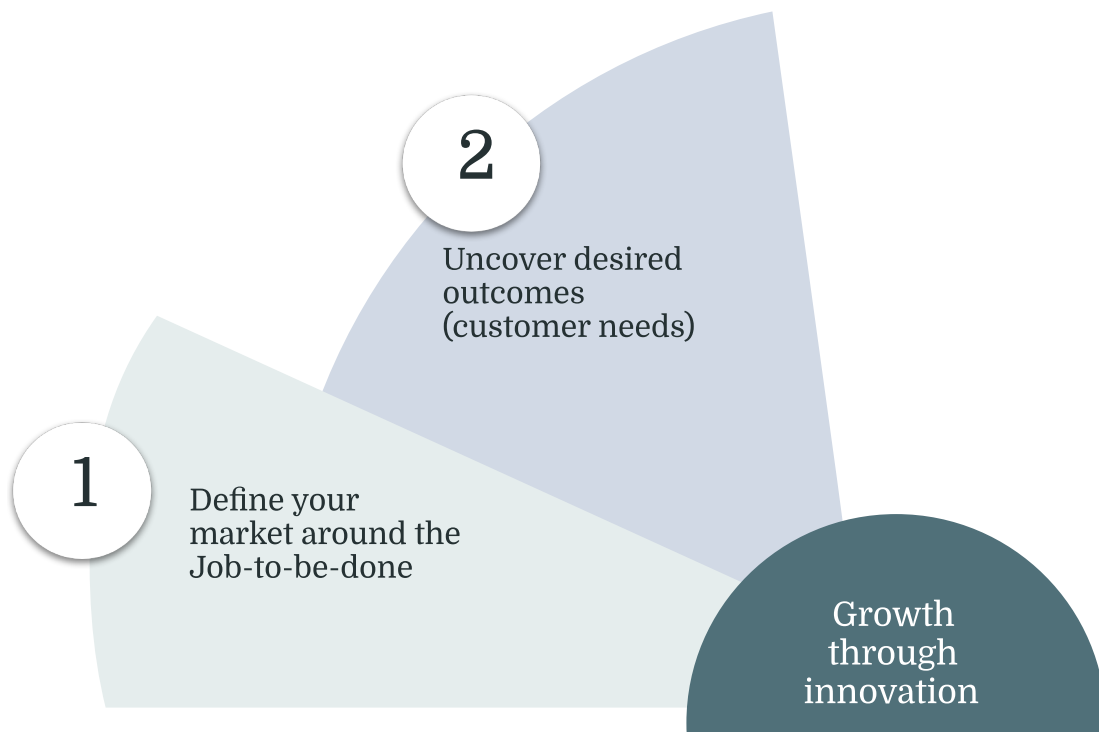 2
Uncover desired
outcomes
(customer needs)
1
Define your
market around the
Job-to-be-done
Growth
through
innovation